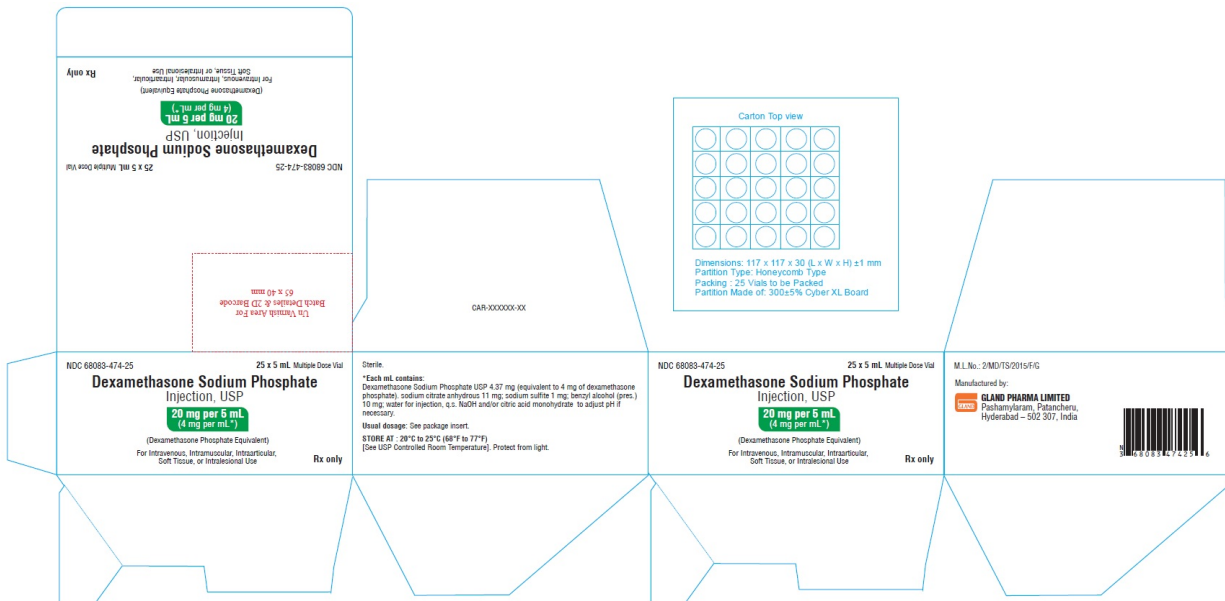 Rx only
For Intravenous, Intramuscular, Intraarticular,
Soft Tissue, or Intralesional Use
(Dexamethasone Phosphate Equivalent)
20 mg per 5 mL
(4 mg per mL*)
Dexamethasone Sodium Phosphate
Injection, USP
NDC 68083-474-25
25 x 5 mL Multiple Dose Vial
Un Varnish Area For
Batch Detailes & 2D Barcode
65 x 40 mm
CAR-XXXXXX-XX
Carton Top view
Dimensions: 117 x 117 x 30 (L x W x H) ±1 mm
Partition Type: Honeycomb Type
Packing : 25 Vials to be Packed
Partition Made of: 300±5% Cyber XL Board
NDC 68083-474-25
25 x 5 mL Multiple Dose Vial
Dexamethasone Sodium Phosphate
Injection, USP
20 mg per 5 mL
(4 mg per mL*)
(Dexamethasone Phosphate Equivalent)
For Intravenous, Intramuscular, Intraarticular,
Soft Tissue, or Intralesional Use
Rx only
Sterile.
*Each mL contains:
Dexamethasone Sodium Phosphate USP 4.37 mg (equivalent to 4 mg of dexamethasone
phosphate). sodium citrate anhydrous 11 mg; sodium sulfite 1 mg; benzyl alcohol (pres.)
10 mg; water for injection, q.s. NaOH and/or citric acid monohydrate to adjust pH if
necessary.
Usual dosage: See package insert.
STORE AT : 20°C to 25°C (68°F to 77°F)
[See USP Controlled Room Temperature]. Protect from light.
NDC 68083-474-25
25 x 5 mL Multiple Dose Vial
Dexamethasone Sodium Phosphate
Injection, USP
20 mg per 5 mL
(4 mg per mL*)
(Dexamethasone Phosphate Equivalent)
For Intravenous, Intramuscular, Intraarticular,
Soft Tissue, or Intralesional Use
Rx only
M.L.No.: 2/MD/TS/2015/F/G
Manufactured by:
GLAND
GLAND PHARMA LIMITED
Pashamylaram, Patancheru,
Hyderabad – 502 307, India
N
3 68083 47425 6